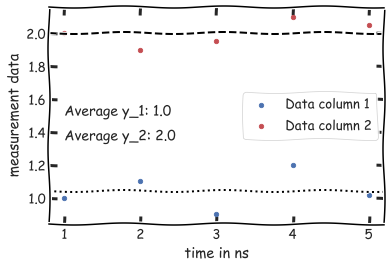 2.0
1.8
1.6
1.4
1.2
1.0
measurement data
Average y_1: 1.0
Average y_2: 2.0
Data column 1
Data column 2
1 2 3 4 5
time in ns